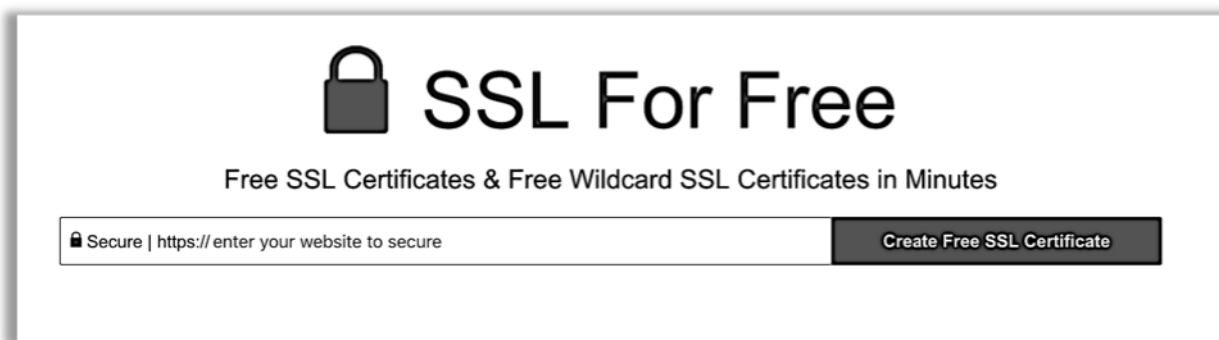 SSL For Free
Free SSL Certificates & Free Wildcard SSL Certificates in Minutes
Secure | https:// enter your website to secure
Create Free SSL Certificate